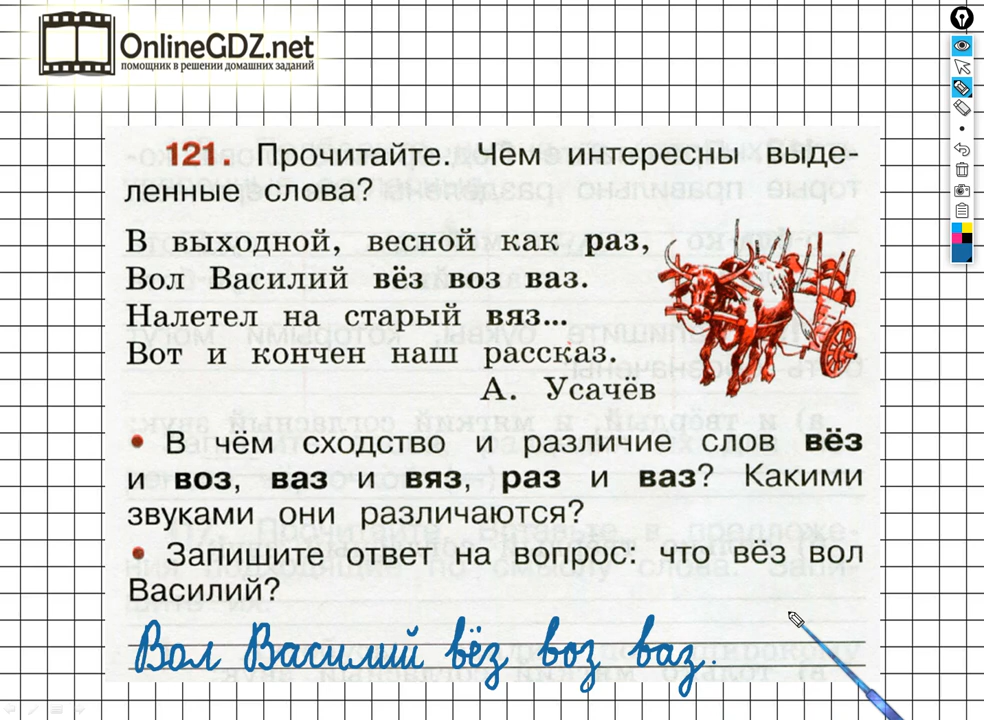 OnlineGDZ.net
помощник в решении домашних заданий
121. Прочитайте. Чем интересны выде-
ленные слова?
В выходной, весной как раз,
Вол Василий вёз воз ваз.
Налетел на старый вяз...
Вот и кончен наш рассказ.
А. Усачёв
• В чём сходство и различие слов вёз
и воз, ваз и вяз, раз и ваз? Какими
звуками они различаются?
• Запишите ответ на вопрос: что вёз вол
Василий?
Вол Василий вёз воз ваз.